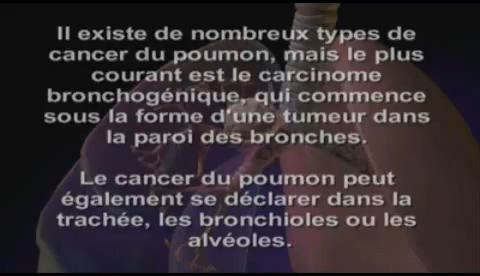 Il existe de nombreux types de
cancer du poumon, mais le plus
courant est le carcinome
bronchogénique, qui commence
sous la forme d'une tumeur dans
la paroi des bronches.
Le cancer du poumon peut
également se déclarer dans la
trachée, les bronchioles ou les
alvéoles.